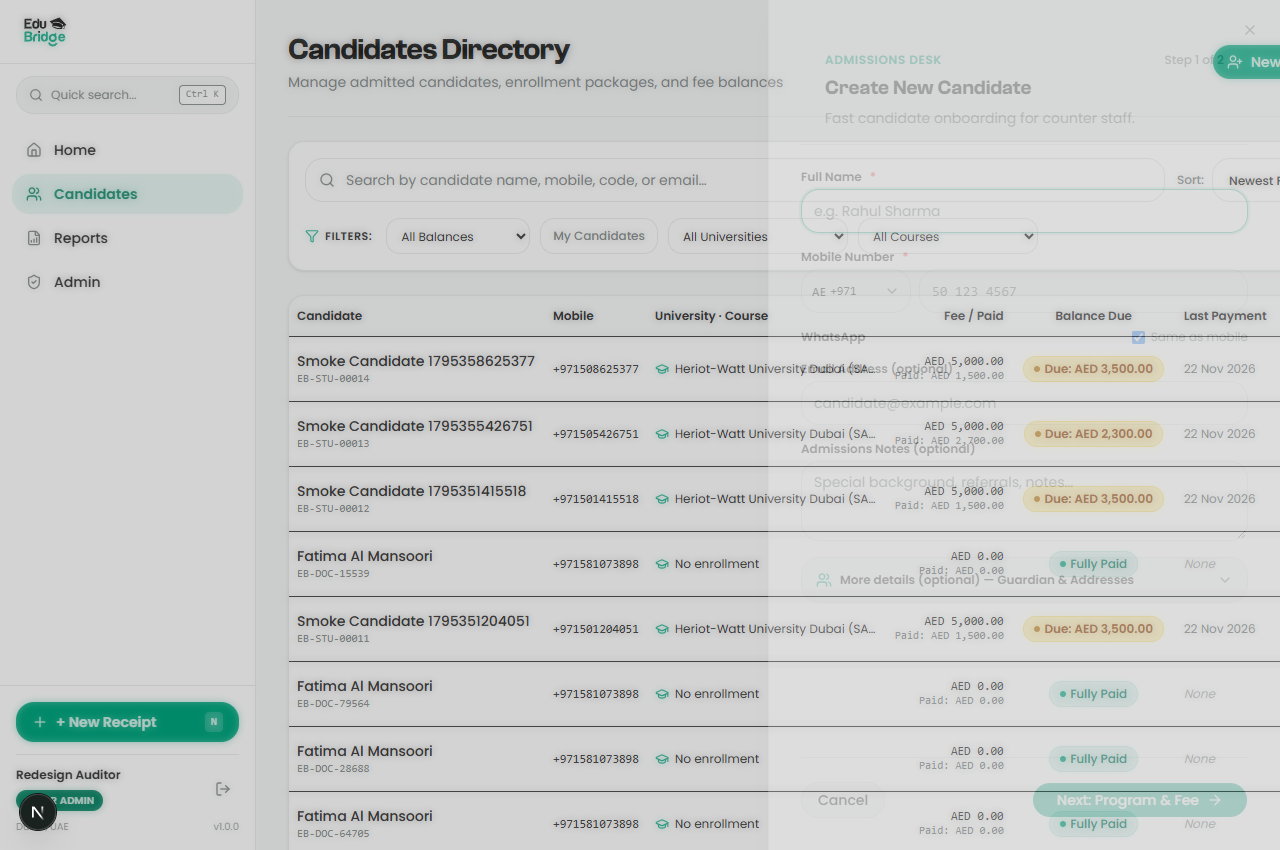 Edu
Bridge
Quick search... Ctrl K
Home
Candidates
Reports
Admin
+ New Receipt N
Redesign Auditor
ADMIN
UAE v1.0.0
N
Candidates Directory
Manage admitted candidates, enrollment packages, and fee balances
New
Search by candidate name, mobile, code, or email...
Sort: Newest F
FILTERS: All Balances My Candidates All Universities All Courses
Candidate Mobile University · Course Fee / Paid Balance Due Last Payment
Smoke Candidate 1795358625377 +971508625377 Heriot-Watt University Dubai (SA... AED 5,000.00 Due: AED 3,500.00 22 Nov 2026
EB-STU-00014 Paid: AED 1,500.00
Smoke Candidate 1795355426751 +971505426751 Heriot-Watt University Dubai (SA... AED 5,000.00 Due: AED 2,300.00 22 Nov 2026
EB-STU-00013 Paid: AED 2,700.00
Smoke Candidate 1795351415518 +971501415518 Heriot-Watt University Dubai (SA... AED 5,000.00 Due: AED 3,500.00 22 Nov 2026
EB-STU-00012 Paid: AED 1,500.00
Fatima Al Mansoori +971581073898 No enrollment AED 0.00 Fully Paid None
EB-DOC-15539 Paid: AED 0.00
Smoke Candidate 1795351204051 +971501204051 Heriot-Watt University Dubai (SA... AED 5,000.00 Due: AED 3,500.00 22 Nov 2026
EB-STU-00011 Paid: AED 1,500.00
Fatima Al Mansoori +971581073898 No enrollment AED 0.00 Fully Paid None
EB-DOC-79564 Paid: AED 0.00
Fatima Al Mansoori +971581073898 No enrollment AED 0.00 Fully Paid None
EB-DOC-28688 Paid: AED 0.00
Fatima Al Mansoori +971581073898 No enrollment AED 0.00 Fully Paid None
EB-DOC-64705 Paid: AED 0.00
ADMISSIONS DESK Step 1 of 2
Create New Candidate
Fast candidate onboarding for counter staff.
Full Name *
e.g. Rahul Sharma
Mobile Number *
AE +971 50 123 4567
WhatsApp Same as mobile
Email Address (optional)
candidate@example.com
Admissions Notes (optional)
Special background, referrals, notes...
More details (optional) — Guardian & Addresses
Cancel Next: Program & Fee